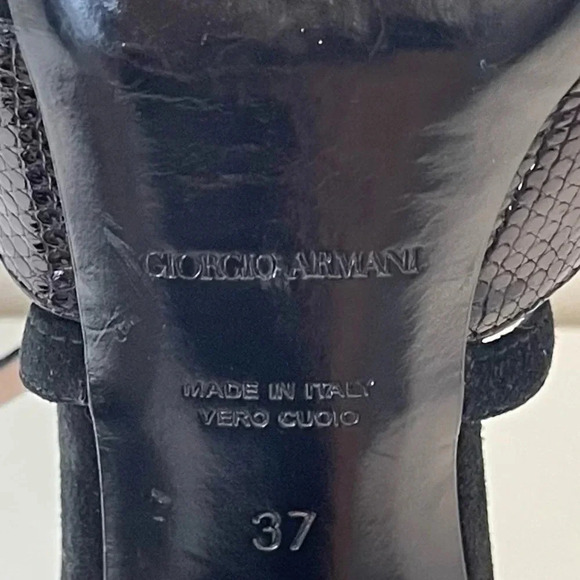 GIORGIO ARMANI
MADE IN ITALY
VERO CUOIO
37